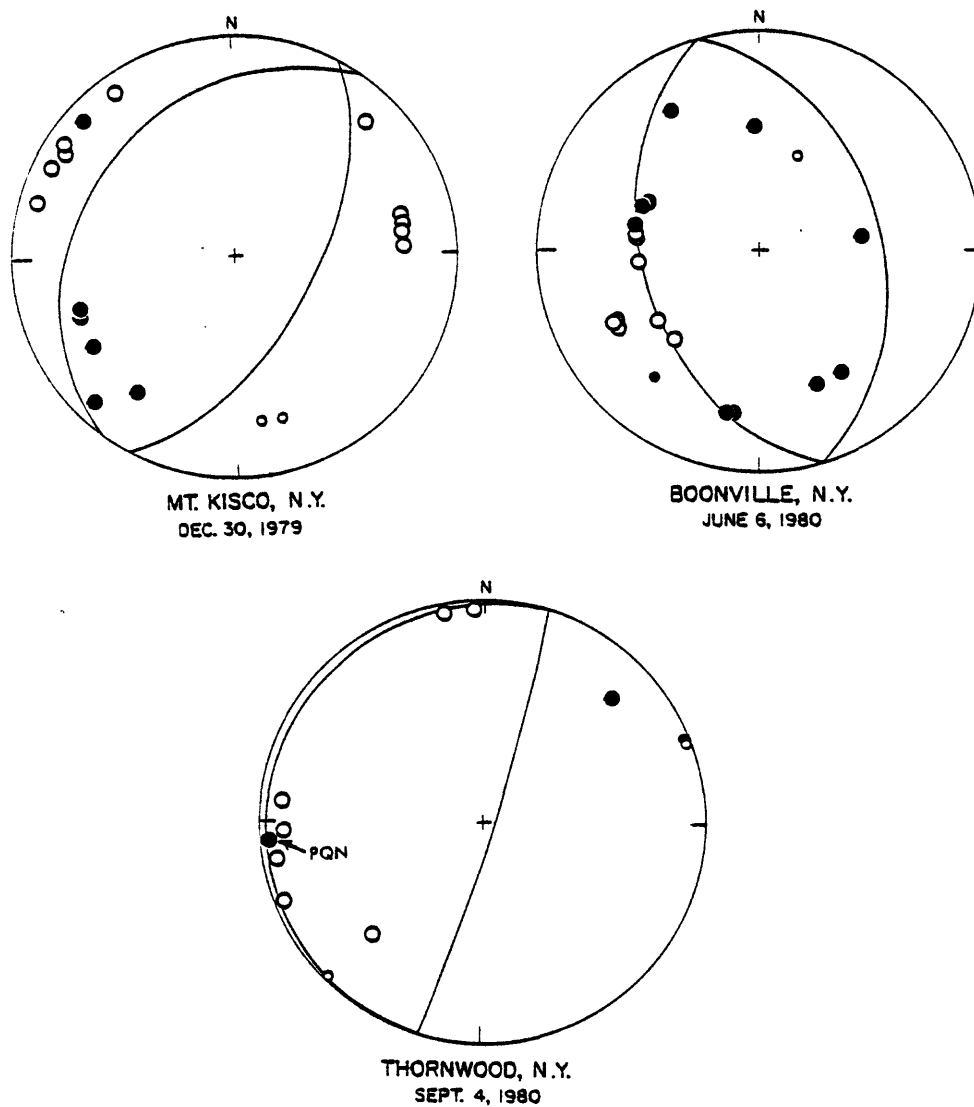 N
MT. KISCO, N.Y.
DEC. 30, 1979
N
BOONVILLE, N.Y.
JUNE 6, 1980
N
PQN
THORNWOOD, N.Y.
SEPT. 4, 1980